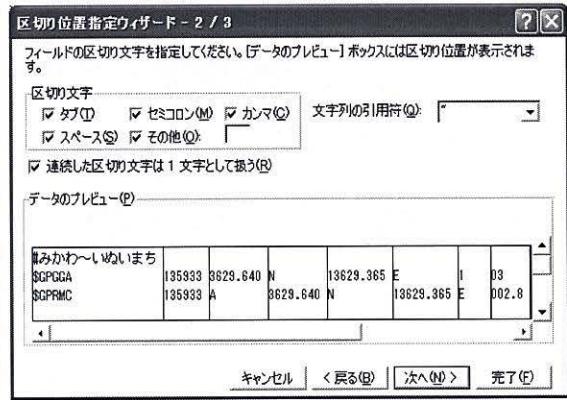 区切り位置指定ウィザード - 2 / 3
フィールドの区切り文字を指定してください。[データのプレビュー] ボックスには区切り位置が表示されます。
区切り文字
タブ(T) セミコロン(M) カンマ(C) 文字列の引用符(Q): "
スペース(S) その他(O):
連続した区切り文字は 1 文字として扱う(R)
データのプレビュー(P)
#みかわ～いぬいまち
$GPGGA 135933 3629.640 N 13629.365 E 1 03
$GPRMC 135933 A 3629.640 N 13629.365 E 002.8
キャンセル < 戻る(B) 次へ(N) > 完了(F)